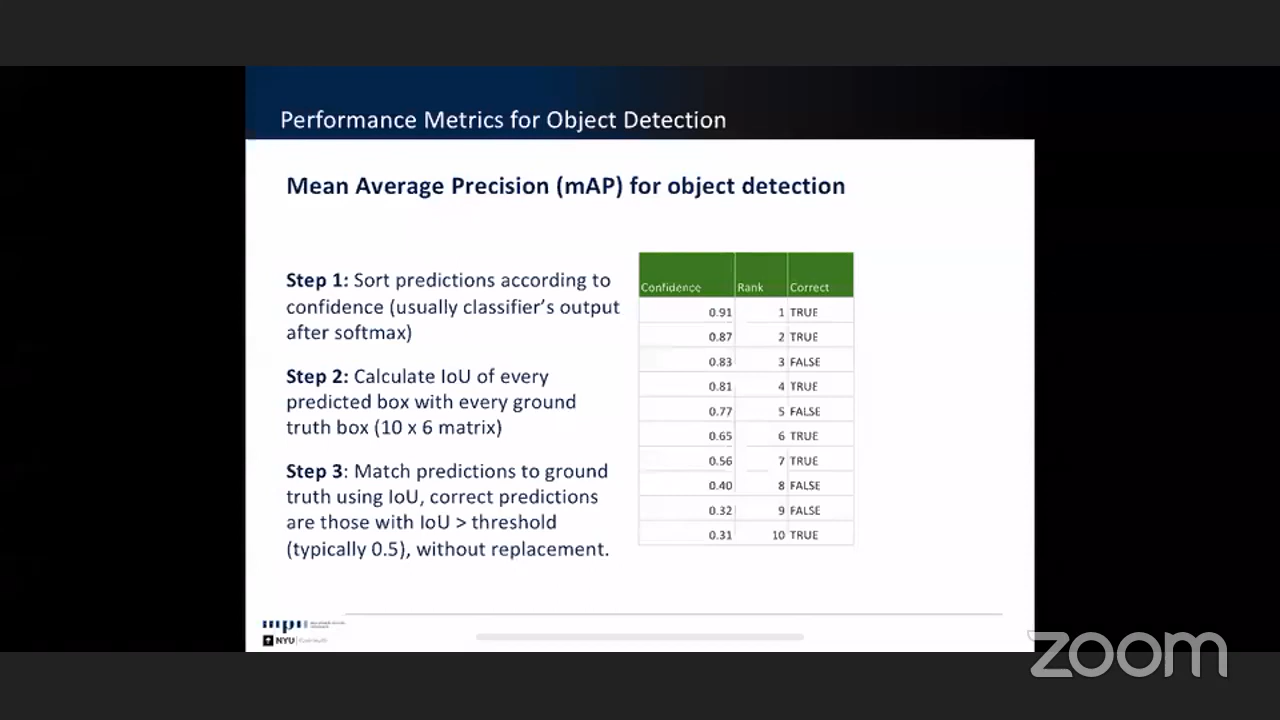 Performance Metrics for Object Detection
Mean Average Precision (mAP) for object detection
Step 1: Sort predictions according to
confidence (usually classifier's output
after softmax)
Step 2: Calculate IoU of every
predicted box with every ground
truth box (10 x 6 matrix)
Step 3: Match predictions to ground
truth using IoU, correct predictions
are those with IoU > threshold
(typically 0.5), without replacement.
Confidence Rank Correct
0.91 1 TRUE
0.87 2 TRUE
0.83 3 FALSE
0.81 4 TRUE
0.77 5 FALSE
0.65 6 TRUE
0.56 7 TRUE
0.40 8 FALSE
0.32 9 FALSE
0.31 10 TRUE
mpi
NYU
zoom